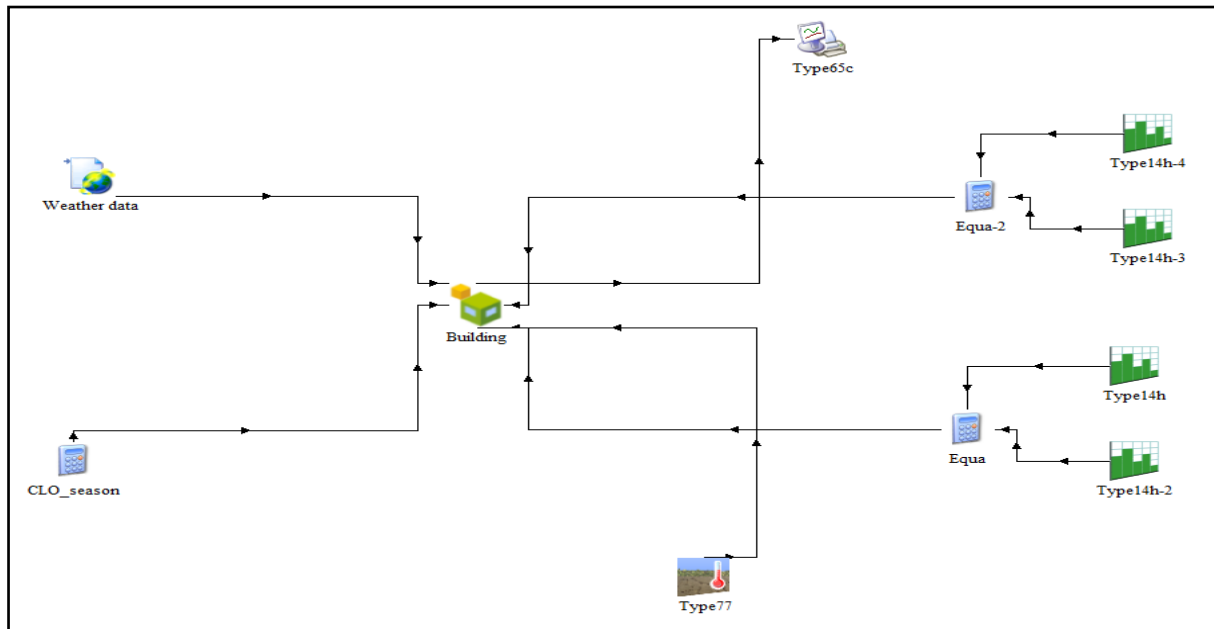 Type65c
Type14h-4
Weather data
Equa-2
Type14h-3
Building
Type14h
Equa
CLO_season
Type14h-2
Type77